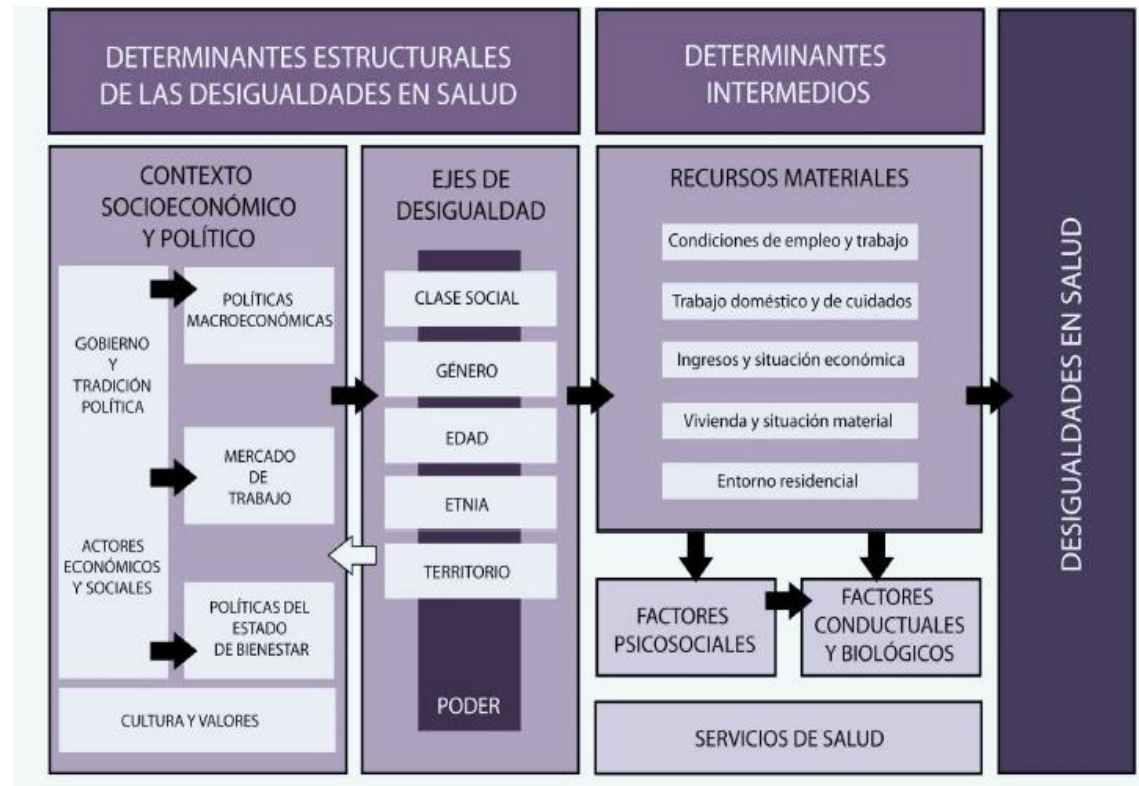 DETERMINANTES ESTRUCTURALES
DE LAS DESIGUALDADES EN SALUD
DETERMINANTES
INTERMEDIOS
CONTEXTO
SOCIOECONÓMICO
Y POLÍTICO
GOBIERNO
Y
TRADICIÓN
POLÍTICA
ACTORES
ECONÓMICOS
Y SOCIALES
POLÍTICAS
MACROECONÓMICAS
MERCADO
DE
TRABAJO
POLÍTICAS DEL
ESTADO
DE BIENESTAR
CULTURA Y VALORES
EJES DE
DESIGUALDAD
CLASE SOCIAL
GÉNERO
EDAD
ETNIA
TERRITORIO
PODER
RECURSOS MATERIALES
Condiciones de empleo y trabajo
Trabajo doméstico y de cuidados
Ingresos y situación económica
Vivienda y situación material
Entorno residencial
FACTORES
PSICOSOCIALES
FACTORES
CONDUCTUALES
Y BIOLÓGICOS
SERVICIOS DE SALUD
DESIGUALDADES EN SALUD